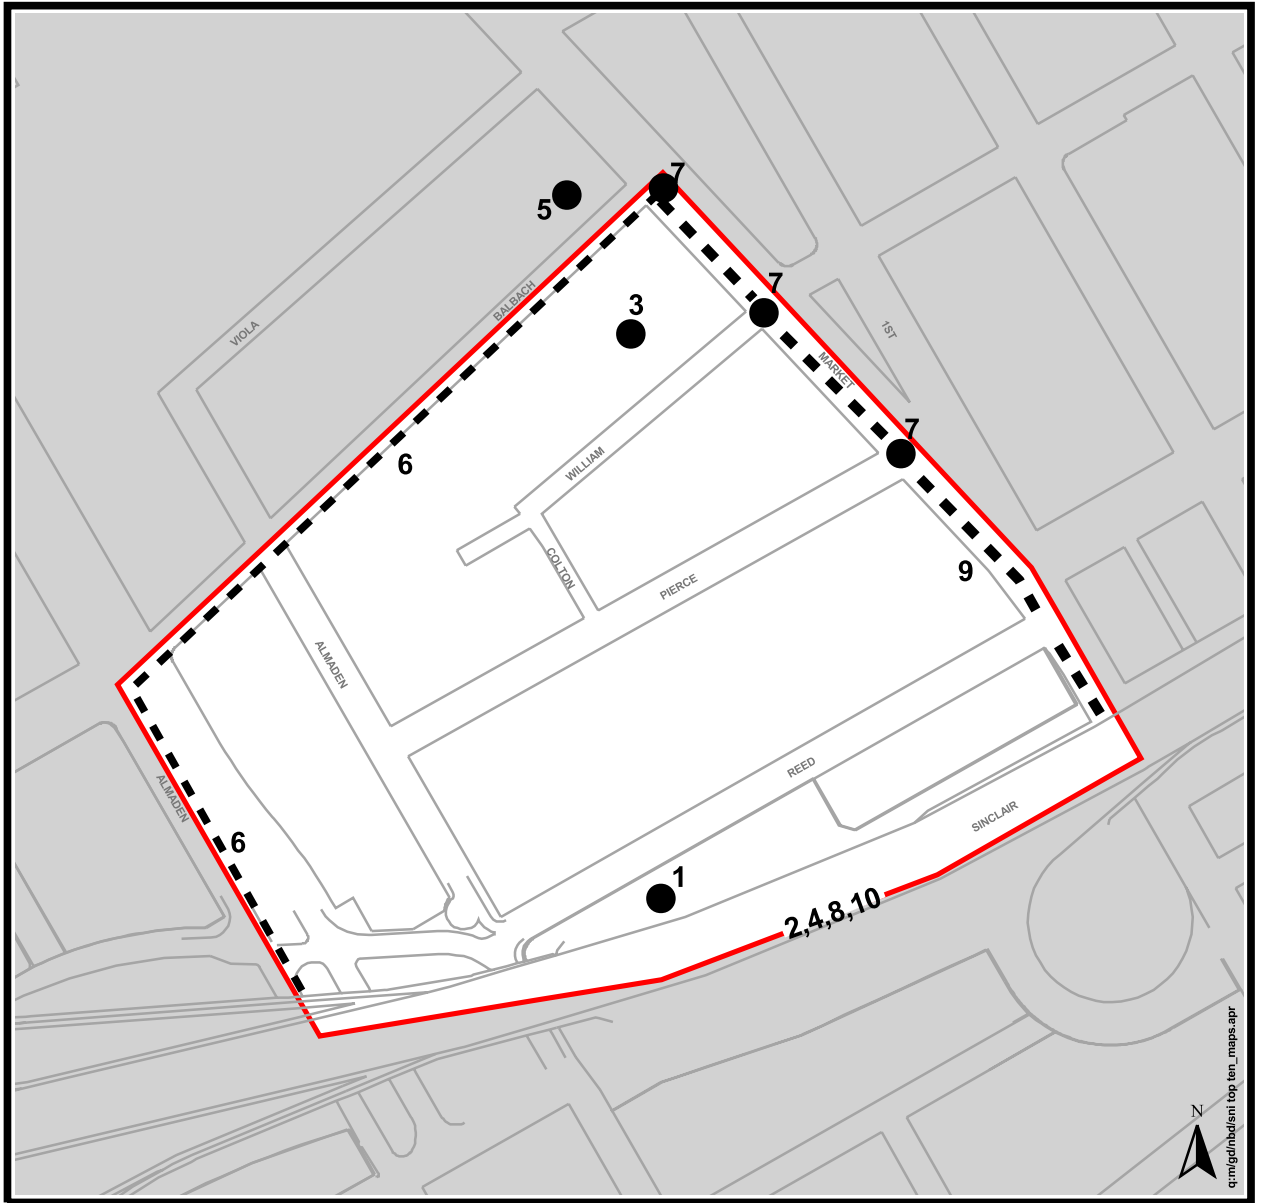 7
5
BALBACH
7
3
VIOLA
1ST
MARKET
7
6
WILLIAM
COLTON
PIERCE
9
ALMADEN
REED
ALMADEN
SINCLAIR
6
1
2,4,8,10
N
q:m/gd/nbd/sni top ten_maps.apr